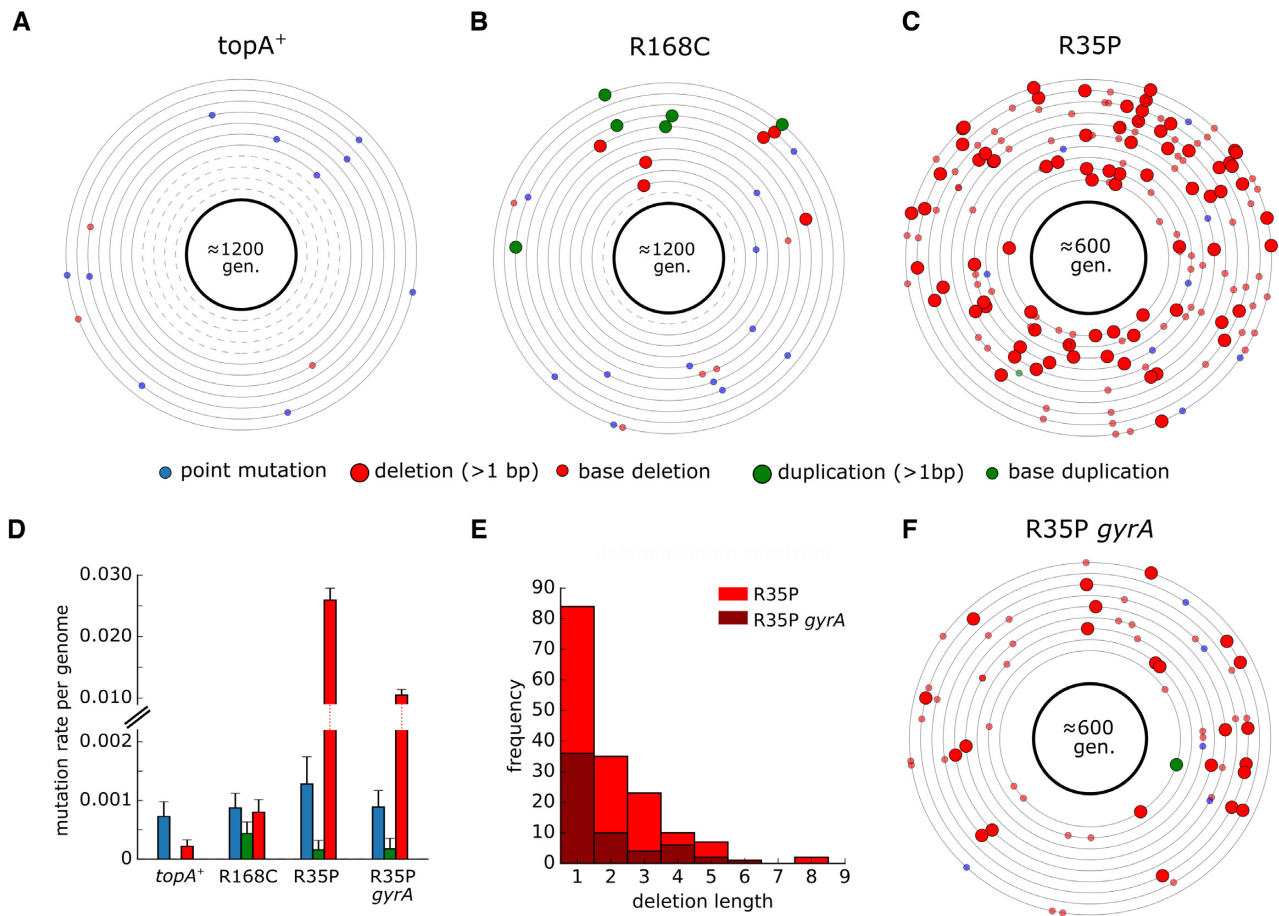 A
topA+
≈1200
gen.
B
R168C
≈1200
gen.
C
R35P
≈600
gen.
point mutation
deletion (>1 bp)
base deletion
duplication (>1bp)
base duplication
D
mutation rate per genome
0.030
0.020
0.010
0.002
0.001
0
topA+
R168C
R35P
R35P
gyrA
E
frequency
90
80
70
60
50
40
30
20
10
0
1 2 3 4 5 6 7 8 9
deletion length
R35P
R35P gyrA
F
R35P gyrA
≈600
gen.